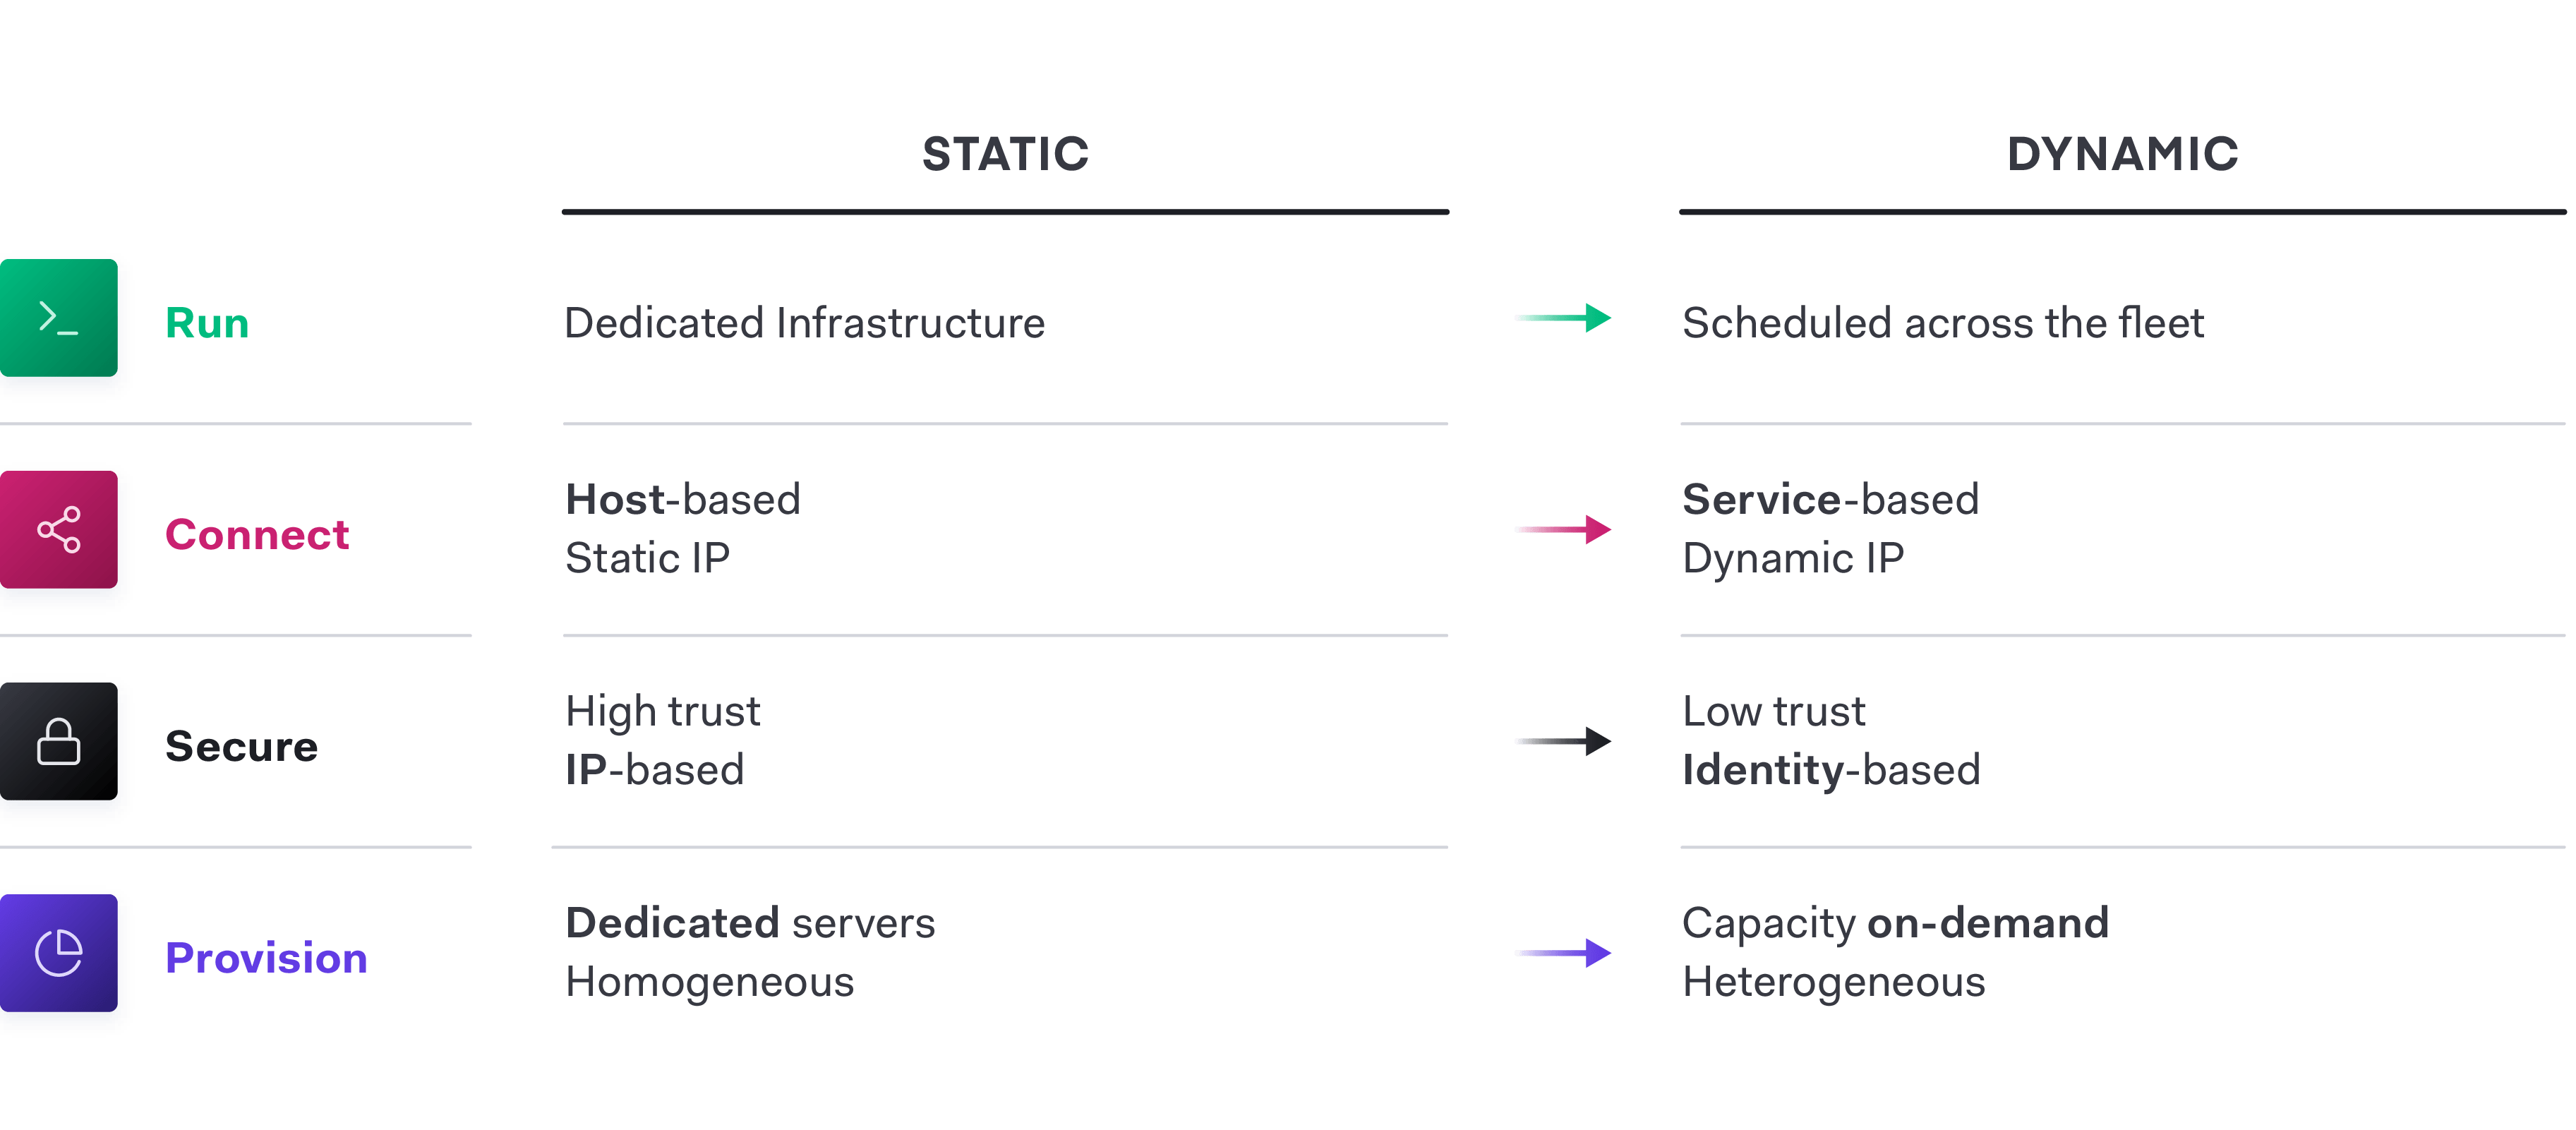 STATIC
DYNAMIC
Run
Dedicated Infrastructure
Scheduled across the fleet
Connect
Host-based
Static IP
Service-based
Dynamic IP
Secure
High trust
IP-based
Low trust
Identity-based
Provision
Dedicated servers
Homogeneous
Capacity on-demand
Heterogeneous